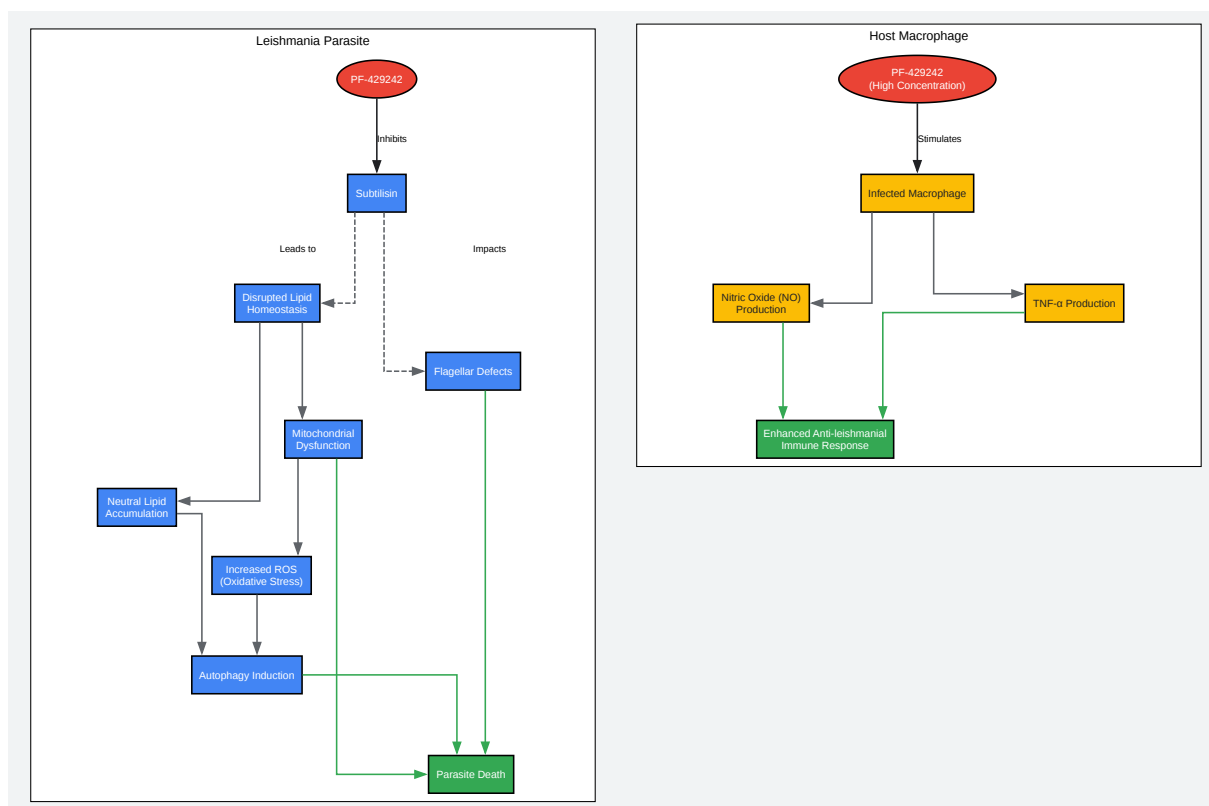 Leishmania Parasite
PF-429242
Inhibits
Subtilisin
Leads to
Impacts
Disrupted Lipid
Homeostasis
Flagellar Defects
Mitochondrial
Dysfunction
Neutral Lipid
Accumulation
Increased ROS
(Oxidative Stress)
Autophagy Induction
Parasite Death
Host Macrophage
PF-429242
(High Concentration)
Stimulates
Infected Macrophage
Nitric Oxide (NO)
Production
TNF-α Production
Enhanced Anti-leishmanial
Immune Response